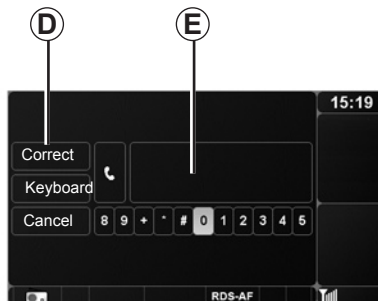 D E
15:19
Correct
Keyboard
Cancel 8 9 + * # 0 1 2 3 4 5
RDS-AF